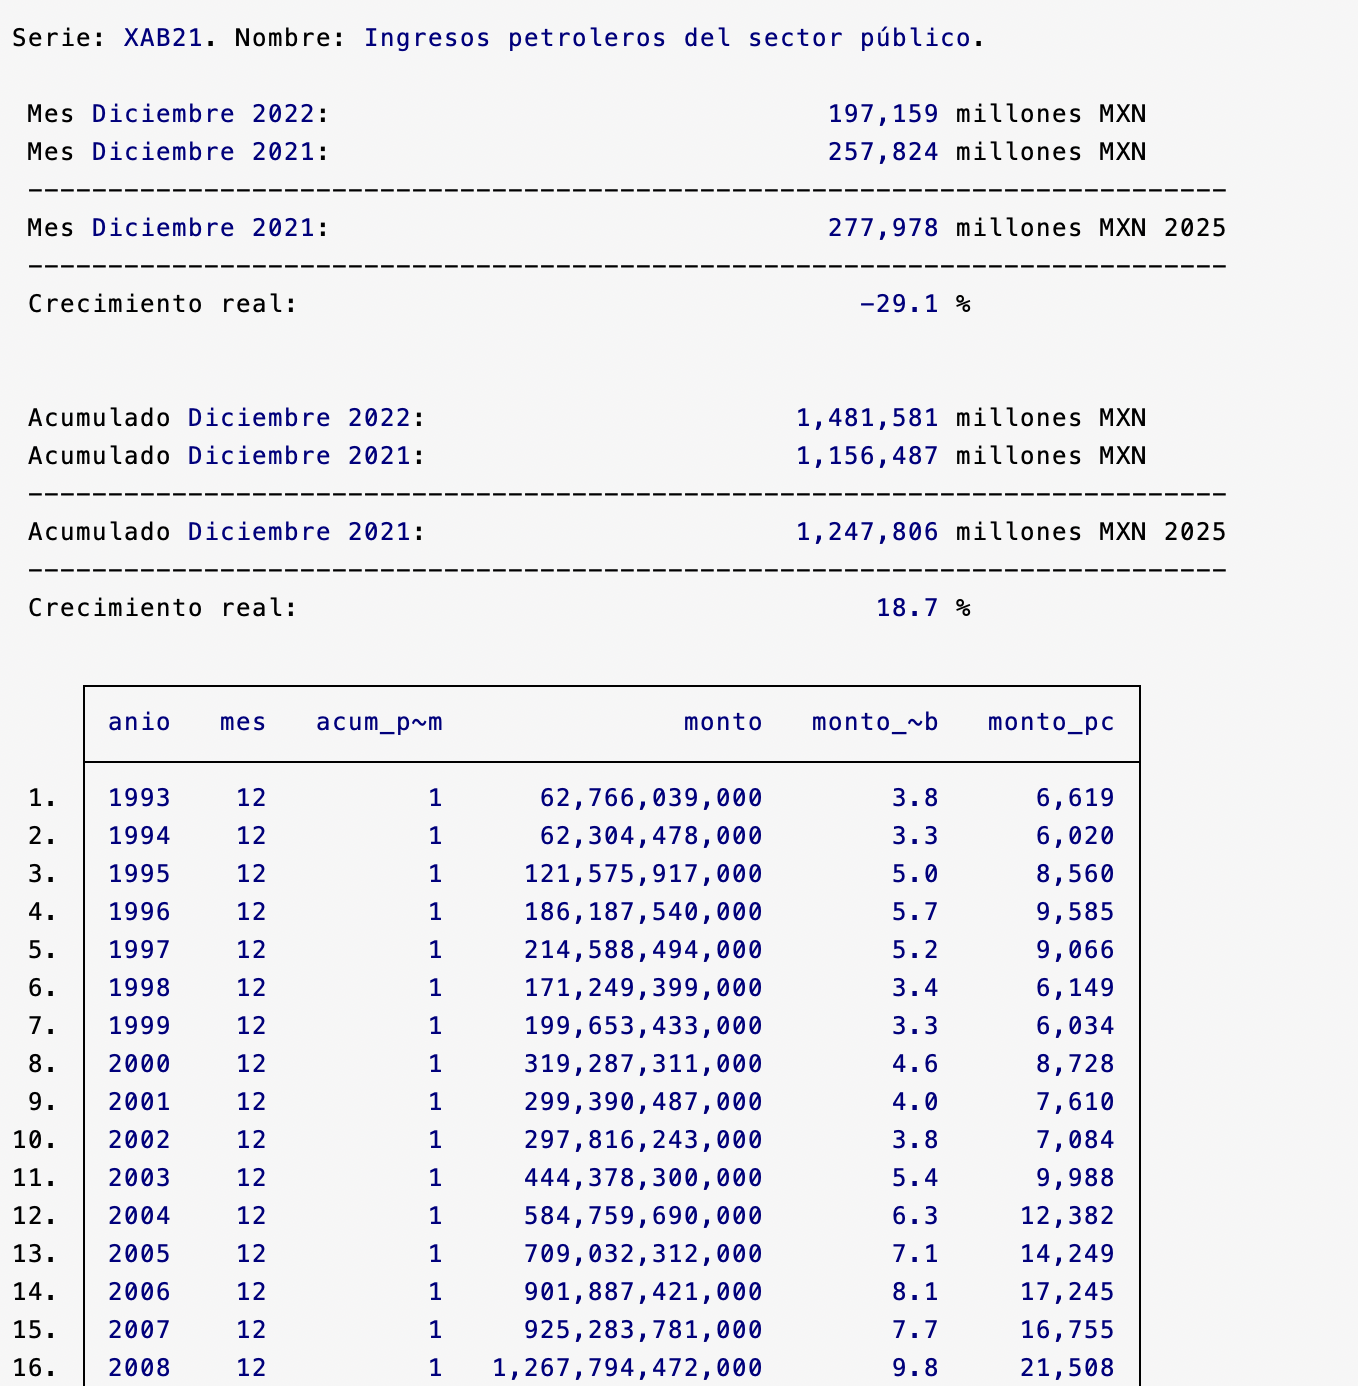 Serie: XAB21. Nombre: Ingresos petroleros del sector público.
Mes Diciembre 2022: 197,159 millones MXN
Mes Diciembre 2021: 257,824 millones MXN
---------------------------------------------------------------------------
Mes Diciembre 2021: 277,978 millones MXN 2025
---------------------------------------------------------------------------
Crecimiento real: -29.1 %
Acumulado Diciembre 2022: 1,481,581 millones MXN
Acumulado Diciembre 2021: 1,156,487 millones MXN
---------------------------------------------------------------------------
Acumulado Diciembre 2021: 1,247,806 millones MXN 2025
---------------------------------------------------------------------------
Crecimiento real: 18.7 %
anio mes acum_p~m monto monto_~b monto_pc
1. 1993 12 1 62,766,039,000 3.8 6,619
2. 1994 12 1 62,304,478,000 3.3 6,020
3. 1995 12 1 121,575,917,000 5.0 8,560
4. 1996 12 1 186,187,540,000 5.7 9,585
5. 1997 12 1 214,588,494,000 5.2 9,066
6. 1998 12 1 171,249,399,000 3.4 6,149
7. 1999 12 1 199,653,433,000 3.3 6,034
8. 2000 12 1 319,287,311,000 4.6 8,728
9. 2001 12 1 299,390,487,000 4.0 7,610
10. 2002 12 1 297,816,243,000 3.8 7,084
11. 2003 12 1 444,378,300,000 5.4 9,988
12. 2004 12 1 584,759,690,000 6.3 12,382
13. 2005 12 1 709,032,312,000 7.1 14,249
14. 2006 12 1 901,887,421,000 8.1 17,245
15. 2007 12 1 925,283,781,000 7.7 16,755
16. 2008 12 1 1,267,794,472,000 9.8 21,508